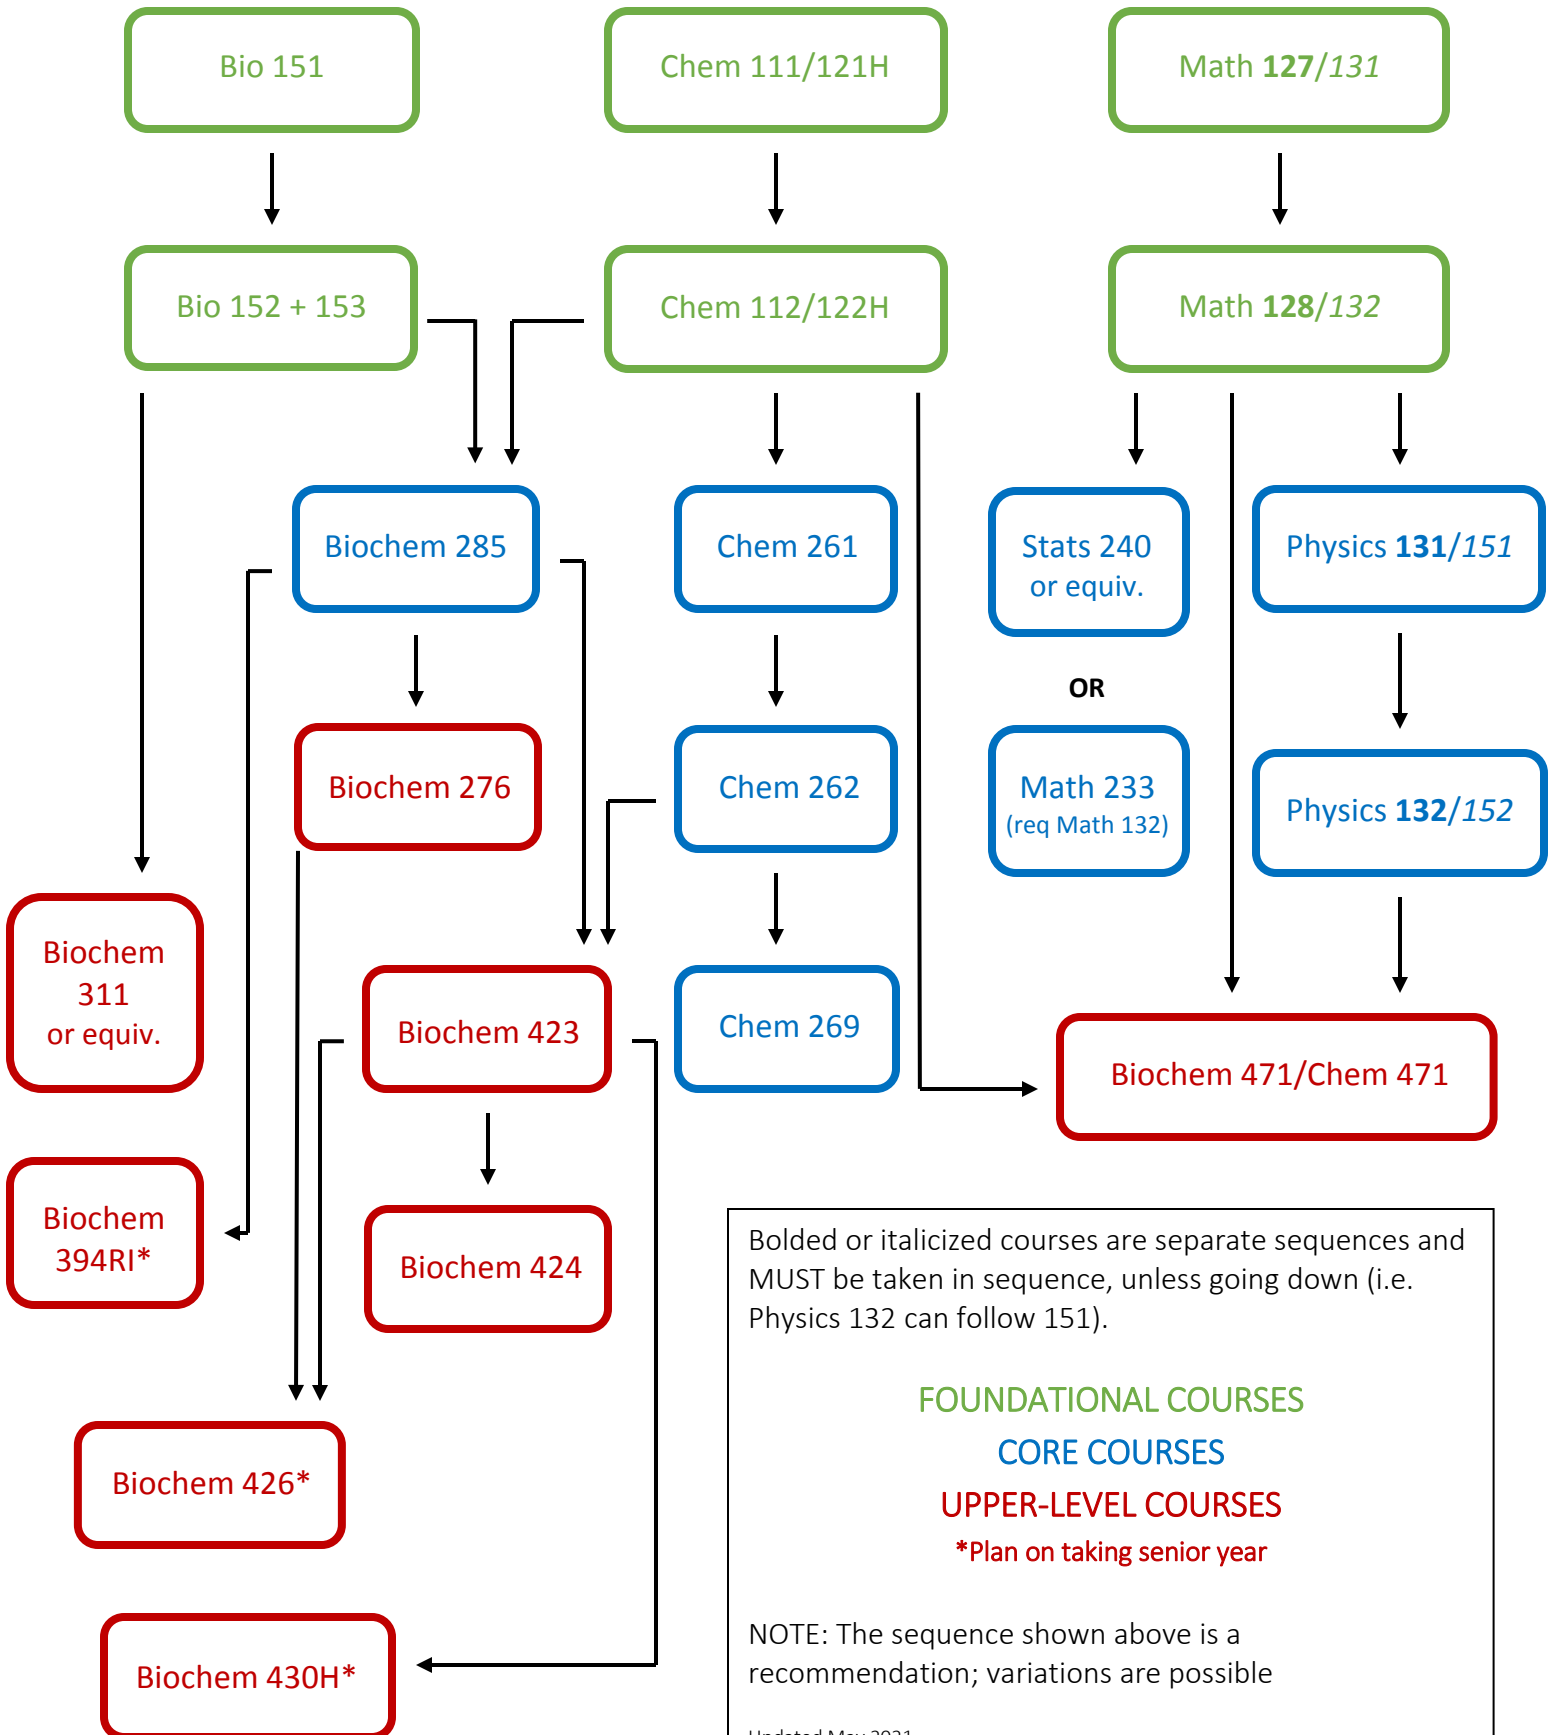 Bio 151
Chem 111/121H
Math 127/131
Bio 152 + 153
Chem 112/122H
Math 128/132
Biochem 285
Chem 261
Stats 240
or equiv.
Physics 131/151
OR
Biochem 276
Chem 262
Math 233
(req Math 132)
Physics 132/152
Biochem
311
or equiv.
Biochem 423
Chem 269
Biochem 471/Chem 471
Biochem
394RI*
Biochem 424
Biochem 426*
Biochem 430H*
Bolded or italicized courses are separate sequences and
MUST be taken in sequence, unless going down (i.e.
Physics 132 can follow 151).
FOUNDATIONAL COURSES
CORE COURSES
UPPER-LEVEL COURSES
*Plan on taking senior year
NOTE: The sequence shown above is a
recommendation; variations are possible
Updated May 2021